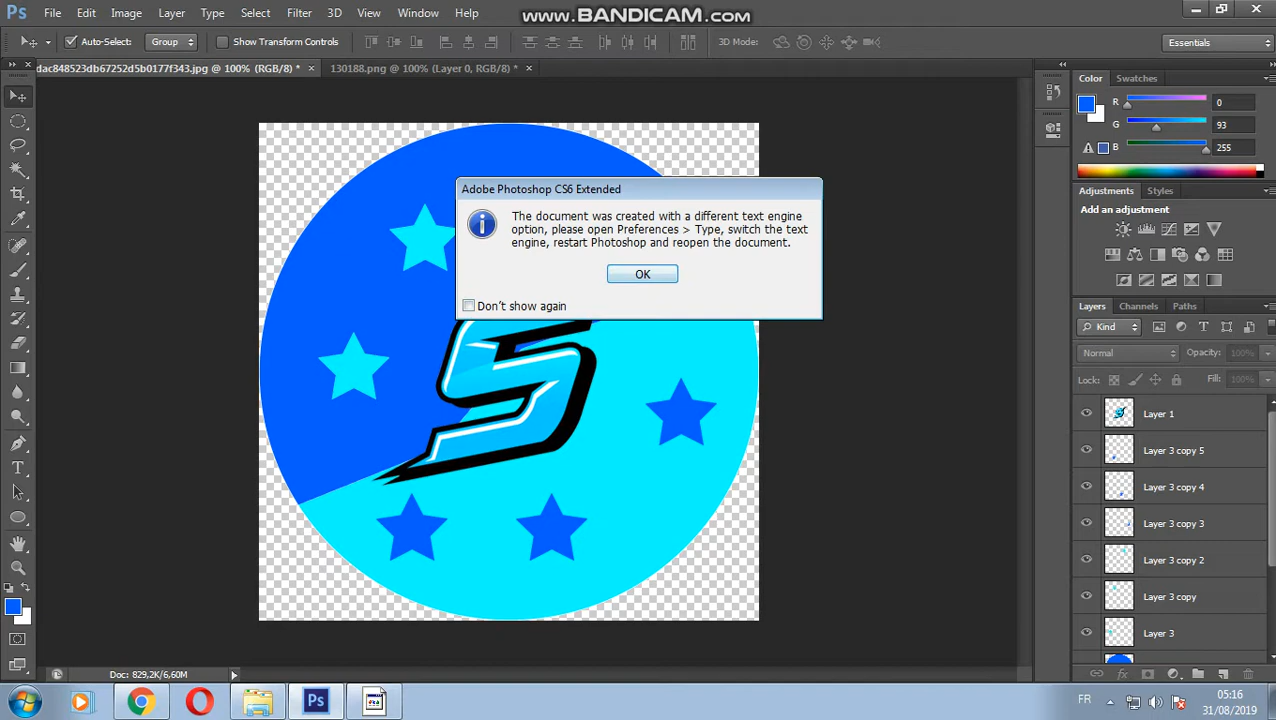 Ps File Edit Image Layer Type Select Filter 3D View Window Help
www.BANDICAM.com
Auto-Select: Group Show Transform Controls 3D Mode: Essentials
dac848523db67252d5b0177f343.jpg @ 100% (RGB/8) * × 130188.png @ 100% (Layer 0, RGB/8) * ×
Color Swatches
R 0
G 93
B 255
Adjustments Styles
Add an adjustment
Layers Channels Paths
Kind
Normal Opacity: 100%
Lock: Fill: 100%
Layer 1
Layer 3 copy 5
Layer 3 copy 4
Layer 3 copy 3
Layer 3 copy 2
Layer 3 copy
Layer 3
Adobe Photoshop CS6 Extended
The document was created with a different text engine
option, please open Preferences > Type, switch the text
engine, restart Photoshop and reopen the document.
OK
Don't show again
S
Doc: 829,2K/6,60M
Ps
FR
05:16
31/08/2019